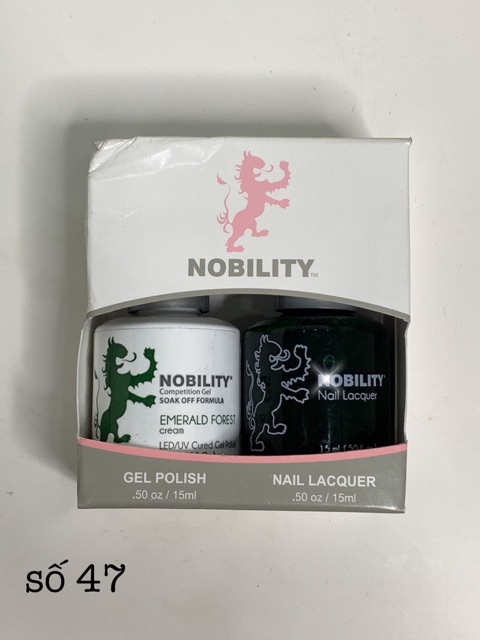 NOBILITY™
NOBILITY
Competition Gel
SOAK OFF FORMULA
EMERALD FOREST
cream
LED/UV Cured Gel Polish
NOBILITY
Nail Lacquer
15 ml
GEL POLISH
.50 oz / 15ml
NAIL LACQUER
.50 oz / 15ml
số 47